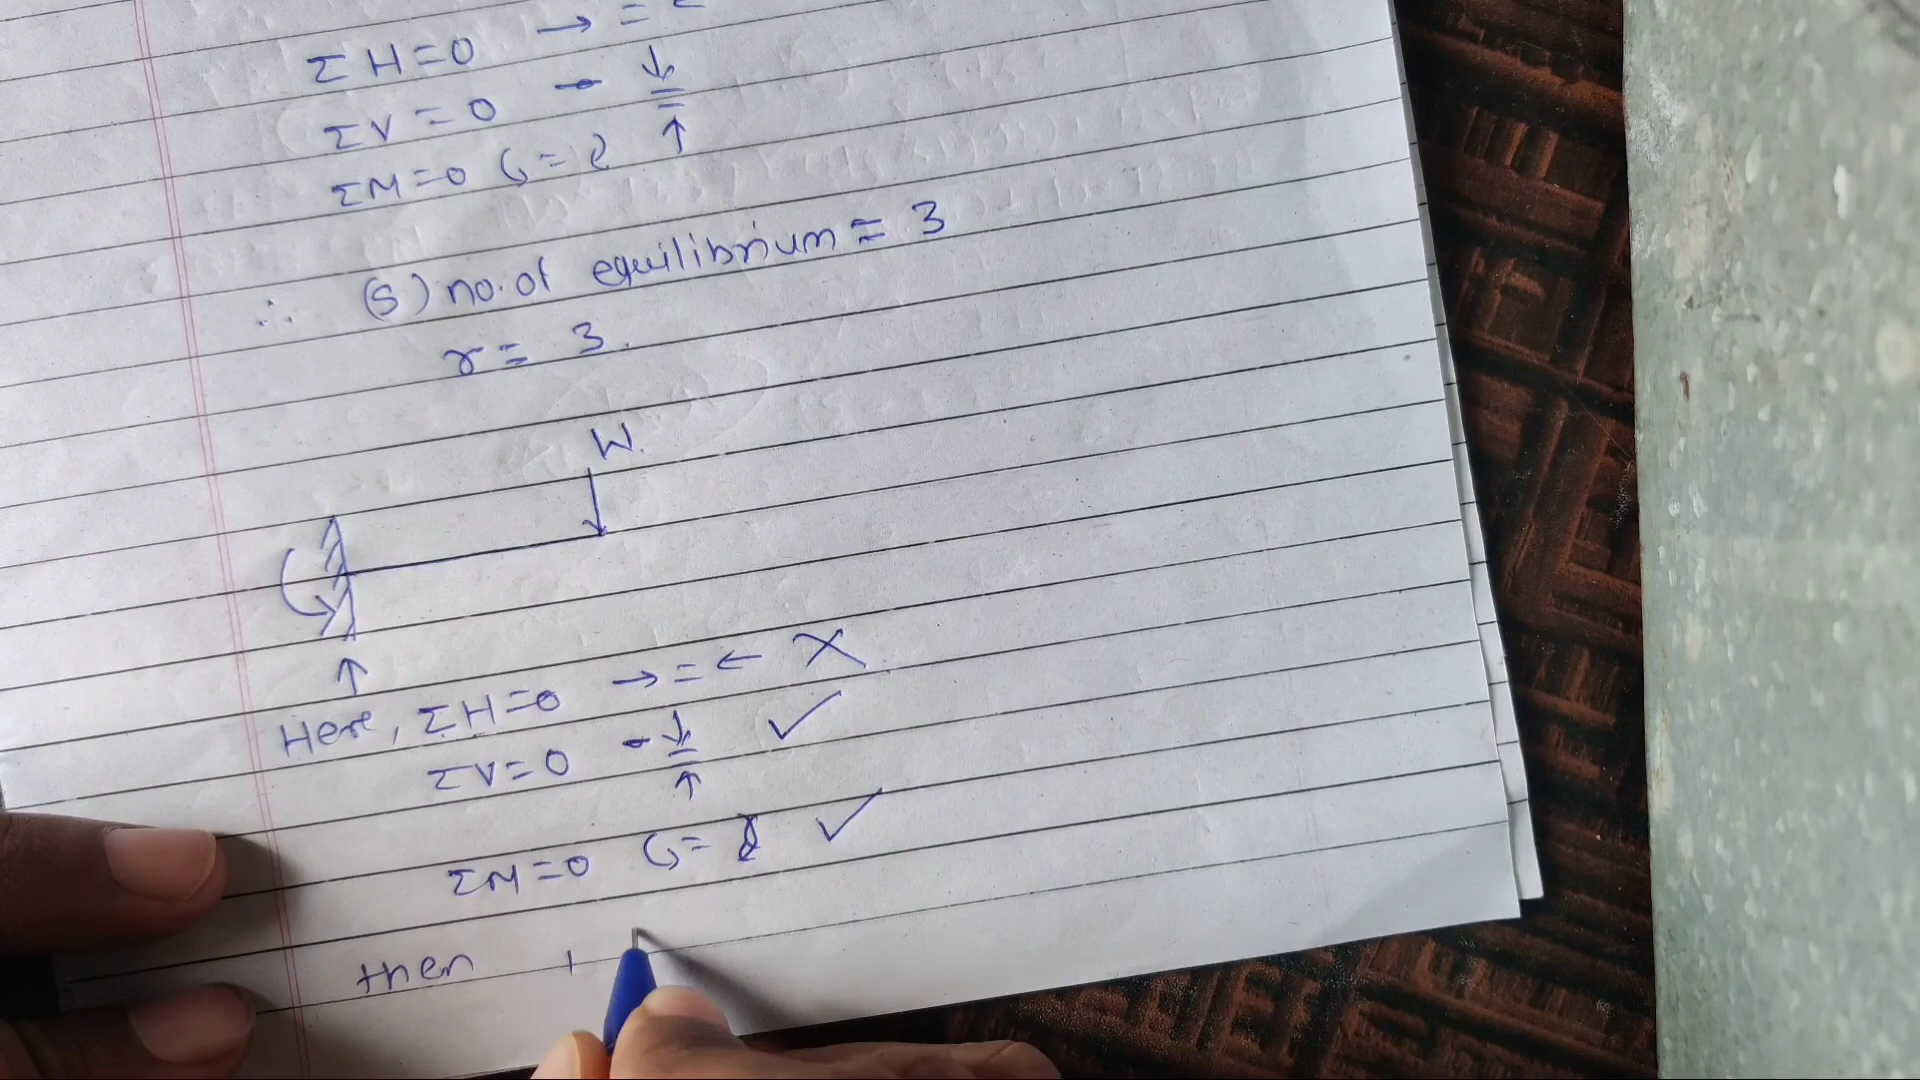 ΣH=0 → =
ΣV=0 - ↓ = ↑
ΣM=0 ↺=
∴ (S) no. of equilibrium = 3
r = 3.
W.
Here, ΣH=0 → = ← X
ΣV=0 - ↓ = ↑ ✓
ΣM=0 ↺= ✓
then